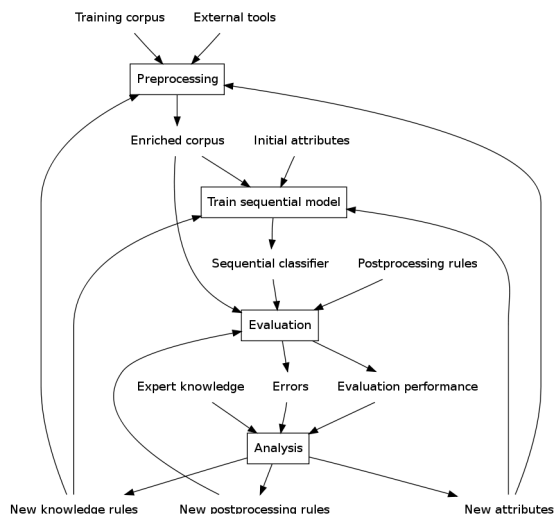 Training corpus
External tools
Preprocessing
Enriched corpus
Initial attributes
Train sequential model
Sequential classifier
Postprocessing rules
Evaluation
Expert knowledge
Errors
Evaluation performance
Analysis
New knowledge rules
New postprocessing rules
New attributes